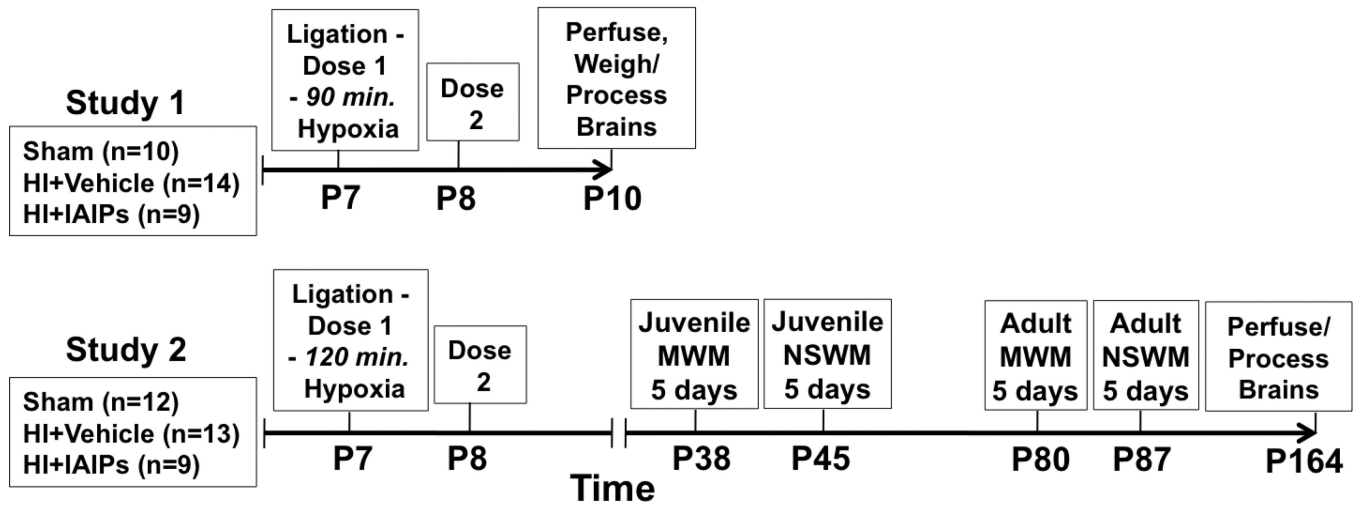 Study 1
Sham (n=10)
HI+Vehicle (n=14)
HI+IAIPs (n=9)
Ligation -
Dose 1
- 90 min.
Hypoxia
Dose
2
Perfuse,
Weigh/
Process
Brains
P7
P8
P10
Study 2
Sham (n=12)
HI+Vehicle (n=13)
HI+IAIPs (n=9)
Ligation -
Dose 1
- 120 min.
Hypoxia
Dose
2
Juvenile
MWM
5 days
Juvenile
NSWM
5 days
Adult
MWM
5 days
Adult
NSWM
5 days
Perfuse/
Process
Brains
P7
P8
P38
P45
P80
P87
P164
Time